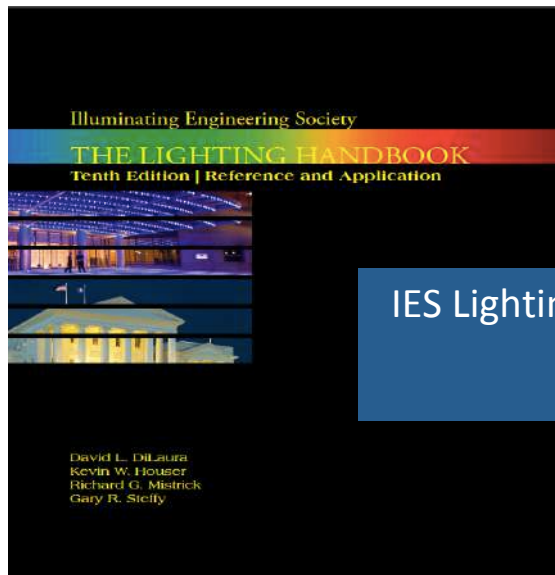 Illuminating Engineering Society
THE LIGHTING HANDBOOK
Tenth Edition | Reference and Application
IES Lightin
David L. DiLaura
Kevin W. Houser
Richard G. Mistrick
Gary R. Steffy